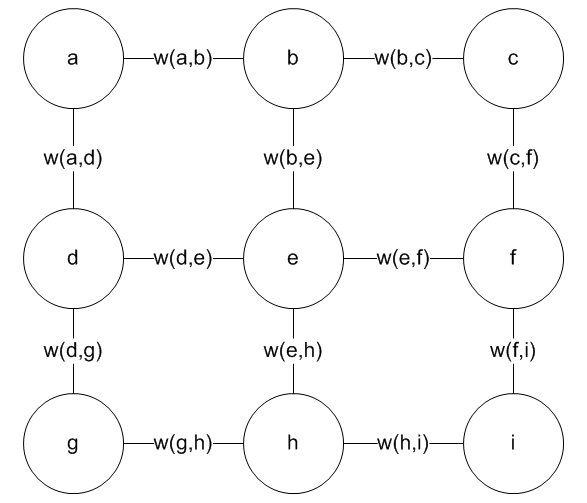 a w(a,b) b w(b,c) c
w(a,d) w(b,e) w(c,f)
d w(d,e) e w(e,f) f
w(d,g) w(e,h) w(f,i)
g w(g,h) h w(h,i) i